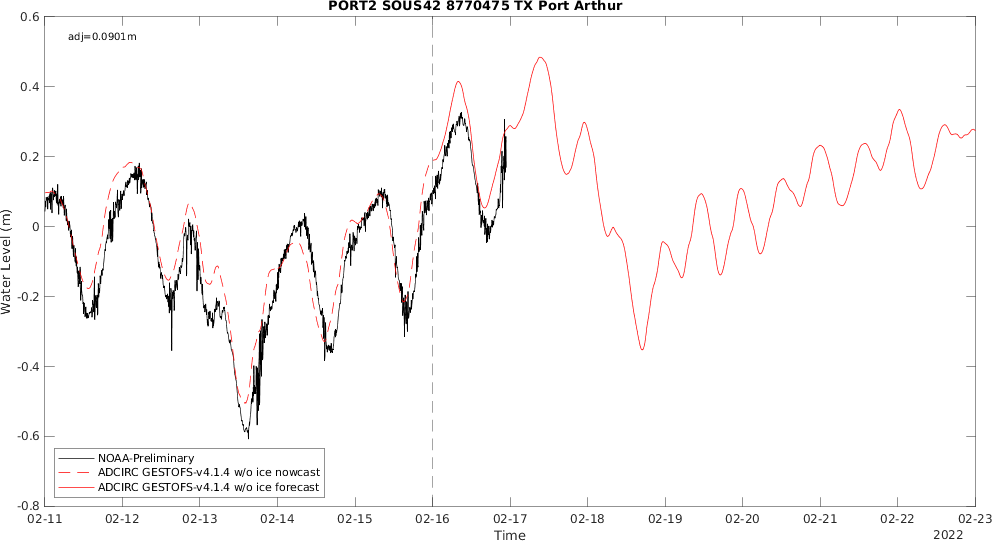 PORT2 SOUS42 8770475 TX Port Arthur
adj=0.0901m
0.6
0.4
0.2
0
-0.2
-0.4
-0.6
-0.8
Water Level (m)
NOAA-Preliminary
ADCIRC GESTOFS-v4.1.4 w/o ice nowcast
ADCIRC GESTOFS-v4.1.4 w/o ice forecast
02-11 02-12 02-13 02-14 02-15 02-16 02-17 02-18 02-19 02-20 02-21 02-22 02-23
Time
2022